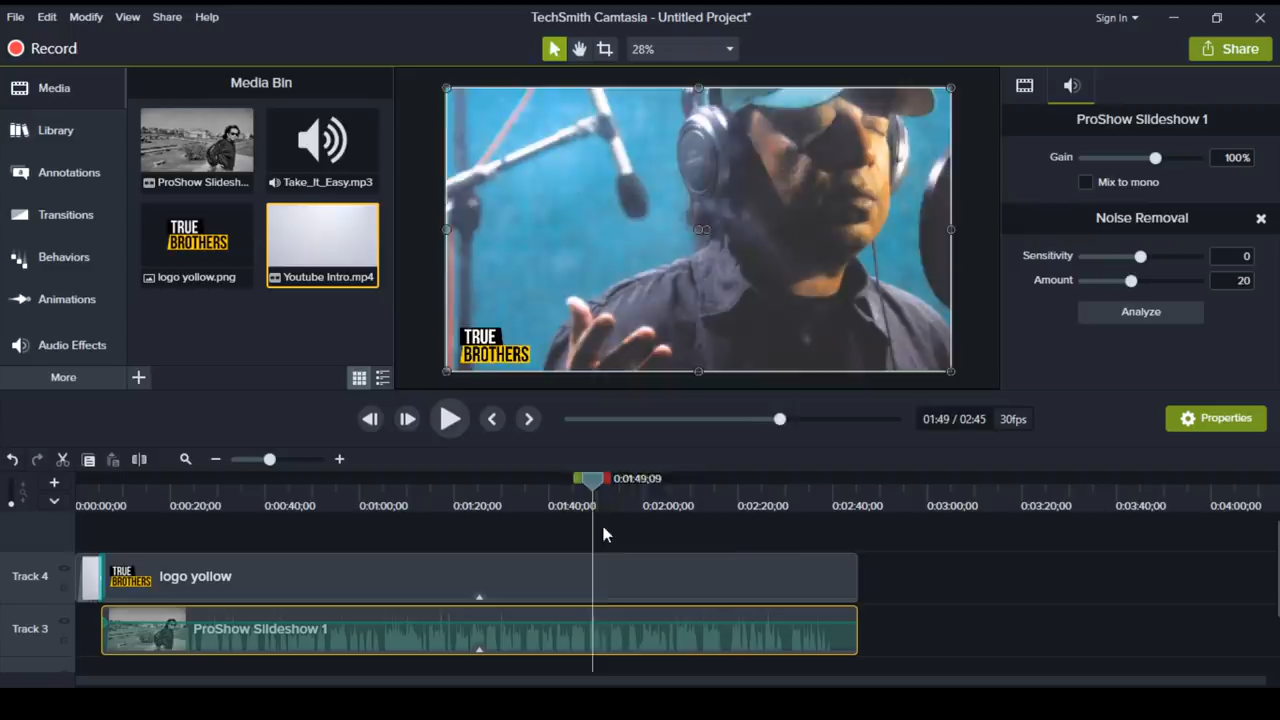 TechSmith Camtasia - Untitled Project*
File Edit Modify View Share Help
Sign In
Record
28%
Share
Media
Library
Annotations
Transitions
Behaviors
Animations
Audio Effects
More
Media Bin
ProShow Slidesh...
Take_It_Easy.mp3
TRUE
BROTHERS
logo yollow.png
Youtube Intro.mp4
TRUE
BROTHERS
ProShow Slideshow 1
Gain 100%
Mix to mono
Noise Removal
Sensitivity 0
Amount 20
Analyze
01:49 / 02:45 30fps
Properties
0:01:49;09
0:00:00;00 0:00:20;00 0:00:40;00 0:01:00;00 0:01:20;00 0:01:40;00 0:02:00;00 0:02:20;00 0:02:40;00 0:03:00;00 0:03:20;00 0:03:40;00 0:04:00;00
Track 4
TRUE
BROTHERS
logo yollow
Track 3
ProShow Slideshow 1